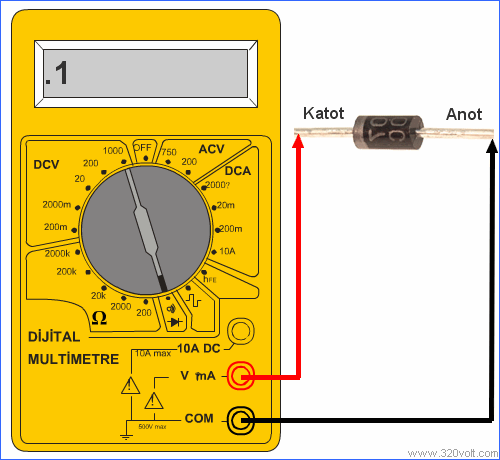 .1
Katot
Anot
OFF
1000
750
ACV
DCV
200
200
DCA
20
2000?
2000m
20m
200m
200m
2000k
10A
200k
hFE
20k
2000
200
Ω
DİJİTAL
MULTİMETRE
10A max
10A DC
V mA
COM
500V max
www.320volt.com